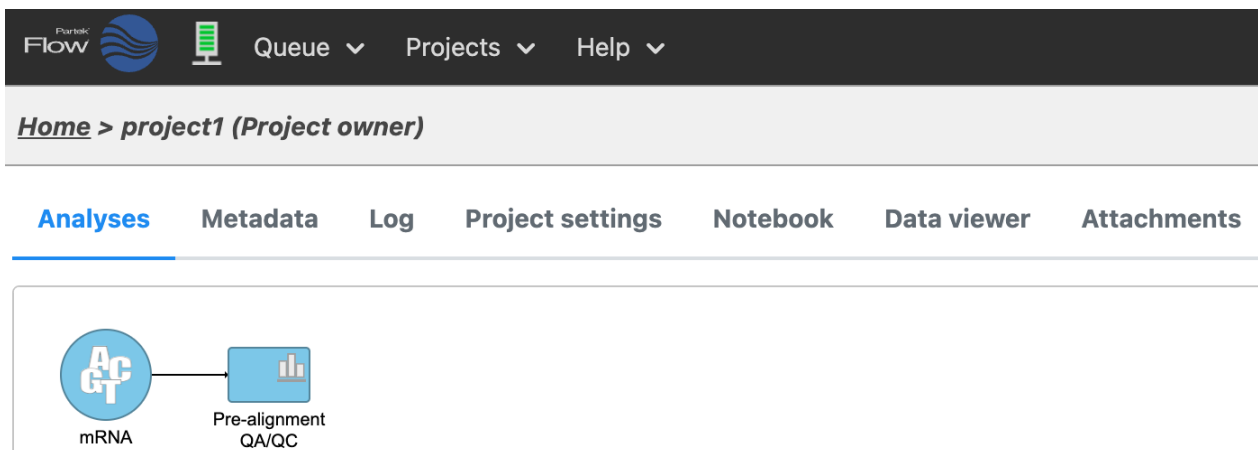 Partek
Flow
Queue Projects Help
Home > project1 (Project owner)
Analyses Metadata Log Project settings Notebook Data viewer Attachments
ACGT
mRNA
Pre-alignment
QA/QC